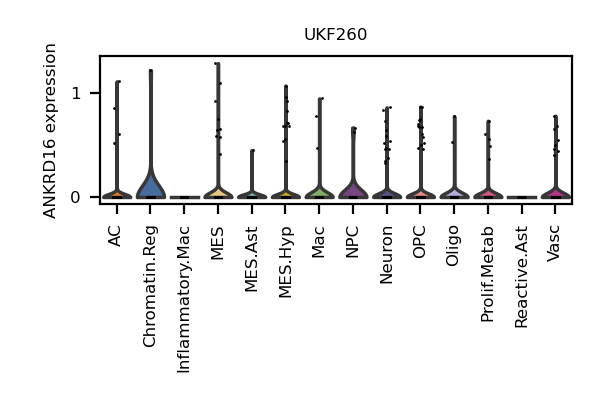 UKF260
ANKRD16 expression
1
0
AC
Chromatin.Reg
Inflammatory.Mac
MES
MES.Ast
MES.Hyp
Mac
NPC
Neuron
OPC
Oligo
Prolif.Metab
Reactive.Ast
Vasc